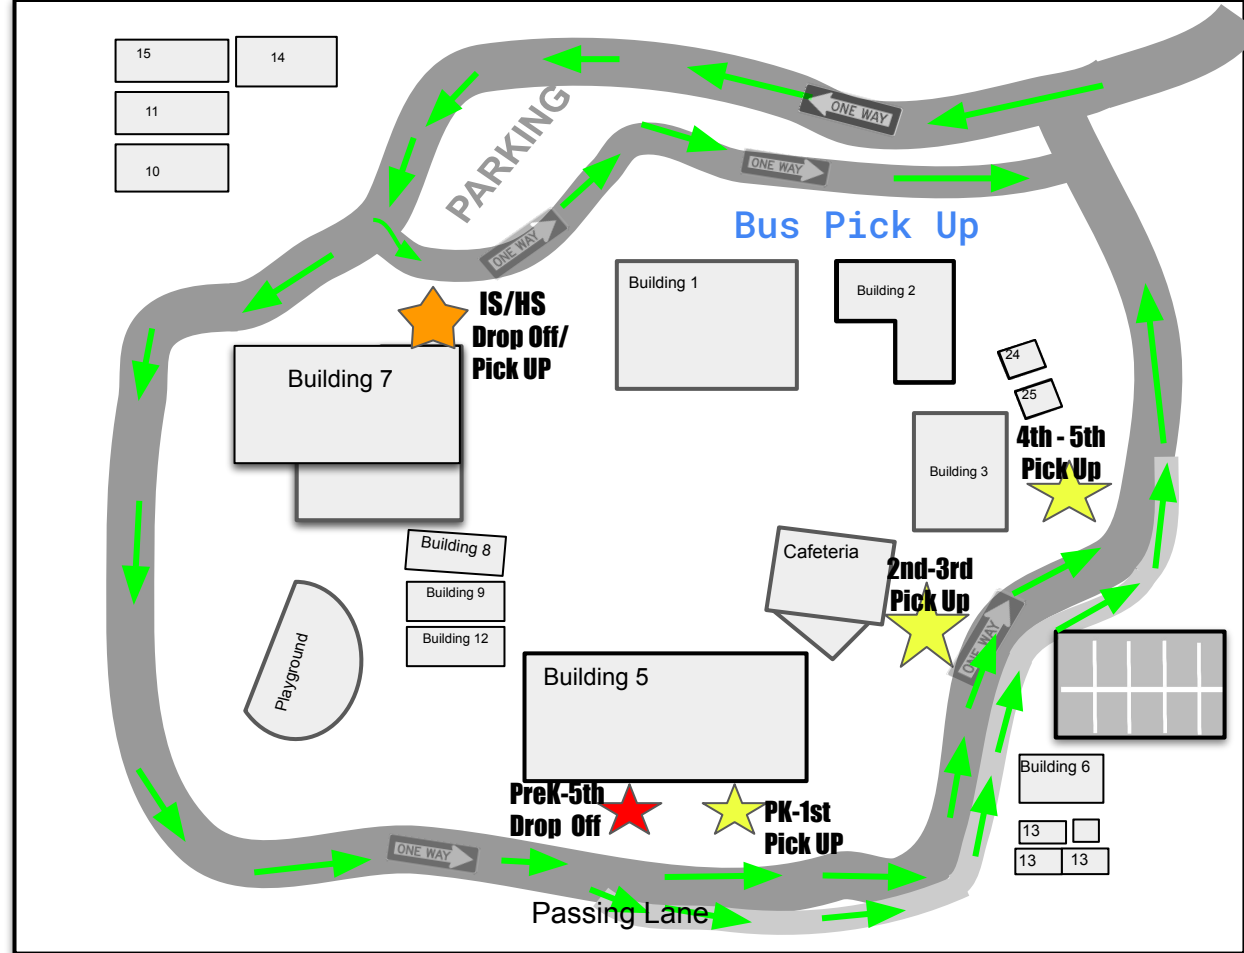 15
14
11
10
PARKING
ONE WAY
ONE WAY
ONE WAY
Bus Pick Up
Building 1
Building 2
IS/HS
Drop Off/
Pick UP
Building 7
24
25
4th - 5th
Pick Up
Building 3
Building 8
Building 9
Building 12
Cafeteria
2nd-3rd
Pick Up
ONE WAY
Playground
Building 5
Building 6
PreK-5th
Drop Off
PK-1st
Pick UP
13
13
13
ONE WAY
Passing Lane